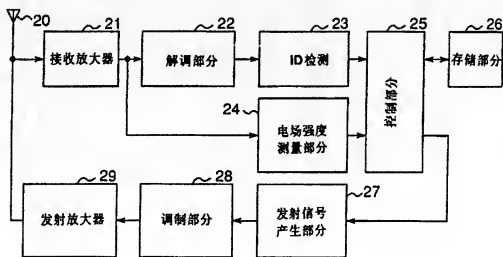 20
21
22
23
25
26
接收放大器
解调部分
ID检测
控制部分
存储部分
24
电场强度
测量部分
29
28
27
发射放大器
调制部分
发射信号
产生部分